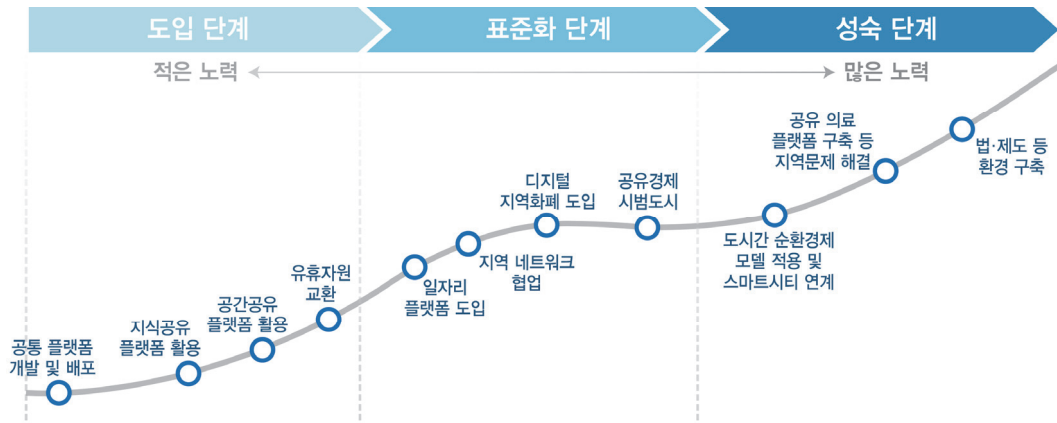 도입 단계
표준화 단계
성숙 단계
적은 노력
많은 노력
공통 플랫폼
개발 및 배포
지식공유
플랫폼 활용
공간공유
플랫폼 활용
유휴자원
교환
일자리
플랫폼 도입
지역 네트워크
협업
디지털
지역화폐 도입
공유경제
시범도시
도시간 순환경제
모델 적용 및
스마트시티 연계
공유 의료
플랫폼 구축 등
지역문제 해결
법·제도 등
환경 구축